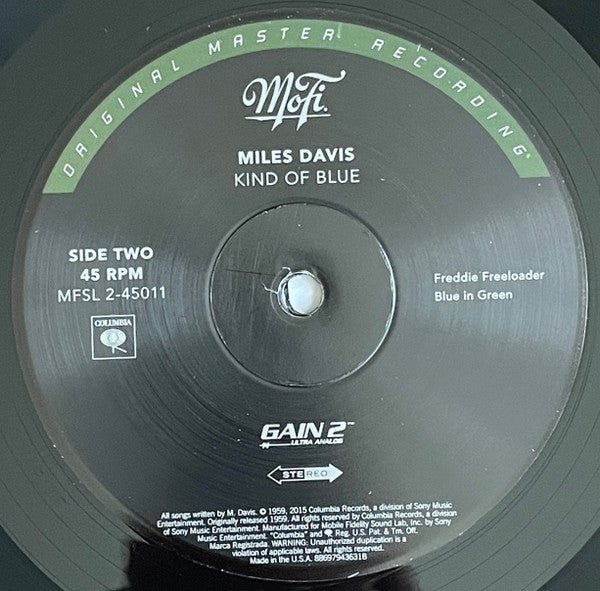 ORIGINAL MASTER RECORDING®
MoFi.
MILES DAVIS
KIND OF BLUE
SIDE TWO
45 RPM
MFSL 2-45011
COLUMBIA
Freddie Freeloader
Blue in Green
GAIN 2™
ULTRA ANALOG
STEREO
All songs written by M. Davis. © 1959, 2015 Columbia Records, a division of Sony Music
Entertainment. Originally released 1959. All rights reserved by Columbia Records, a division
of Sony Music Entertainment. Manufactured for Mobile Fidelity Sound Lab, Inc. by Sony
Music Entertainment. "Columbia" and Reg. U.S. Pat. & Tm. Off.
Marca Registrada. WARNING: Unauthorized duplication is a
violation of applicable laws. All rights reserved.
Made in the U.S.A. 88697943631B